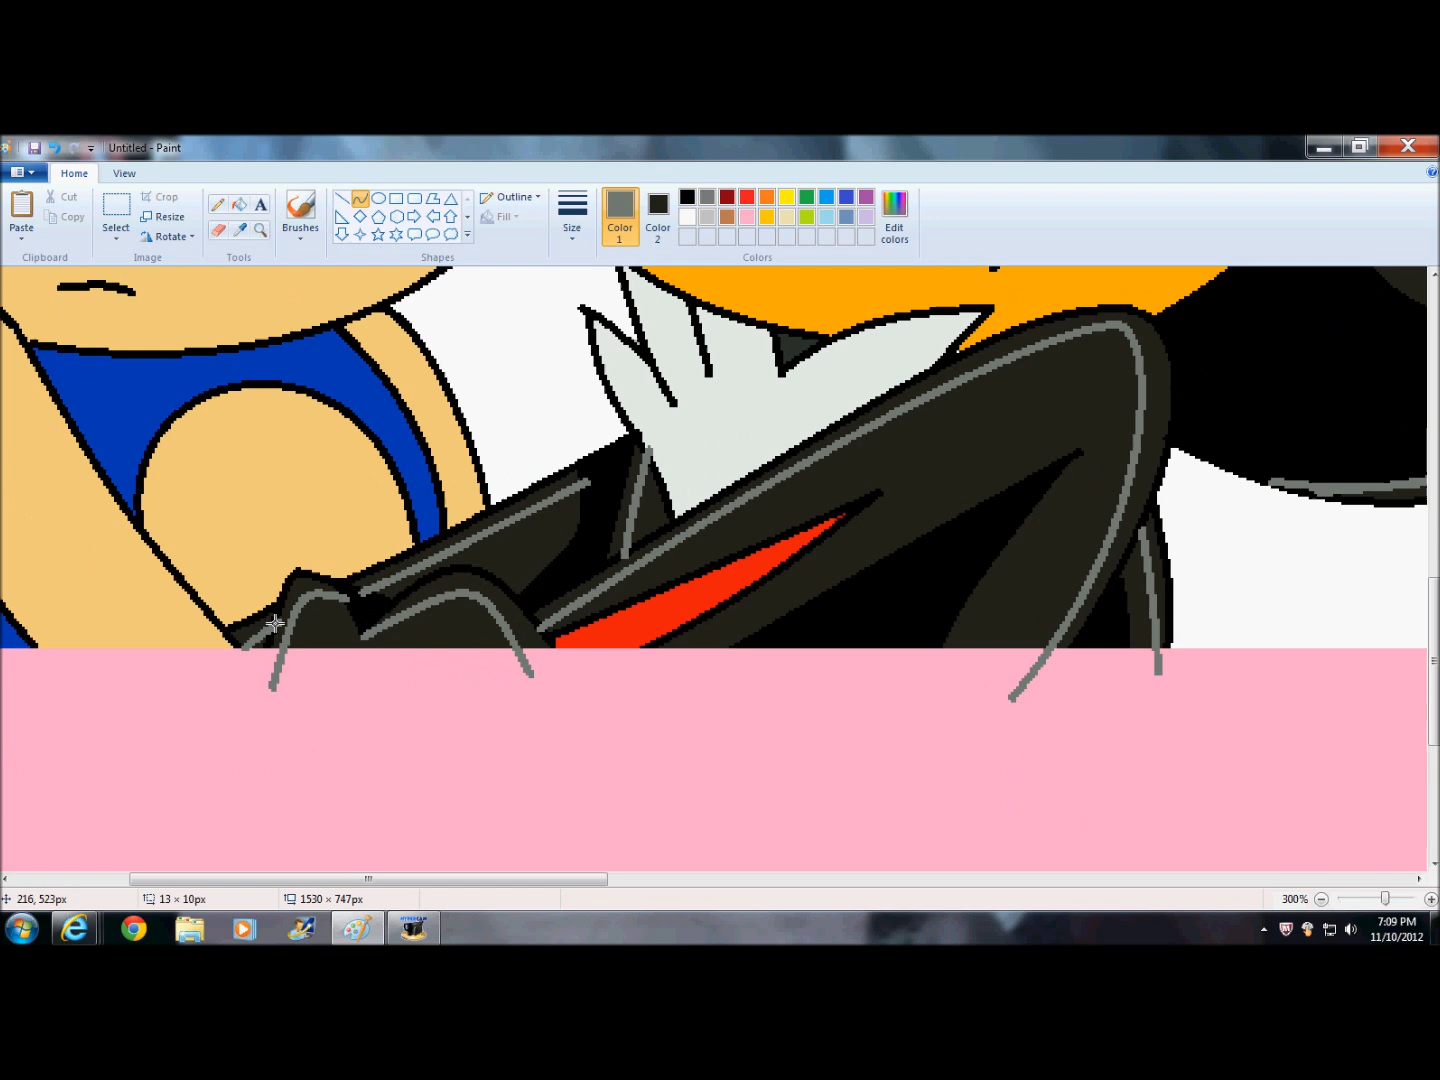 Untitled - Paint
Home
View
Paste
Cut
Copy
Clipboard
Select
Crop
Resize
Rotate
Image
A
Tools
Brushes
Outline
Fill
Shapes
Size
Color 1
Color 2
Edit colors
Colors
216, 523px
13 × 10px
1530 × 747px
300%
HYPERCAM
7:09 PM
11/10/2012